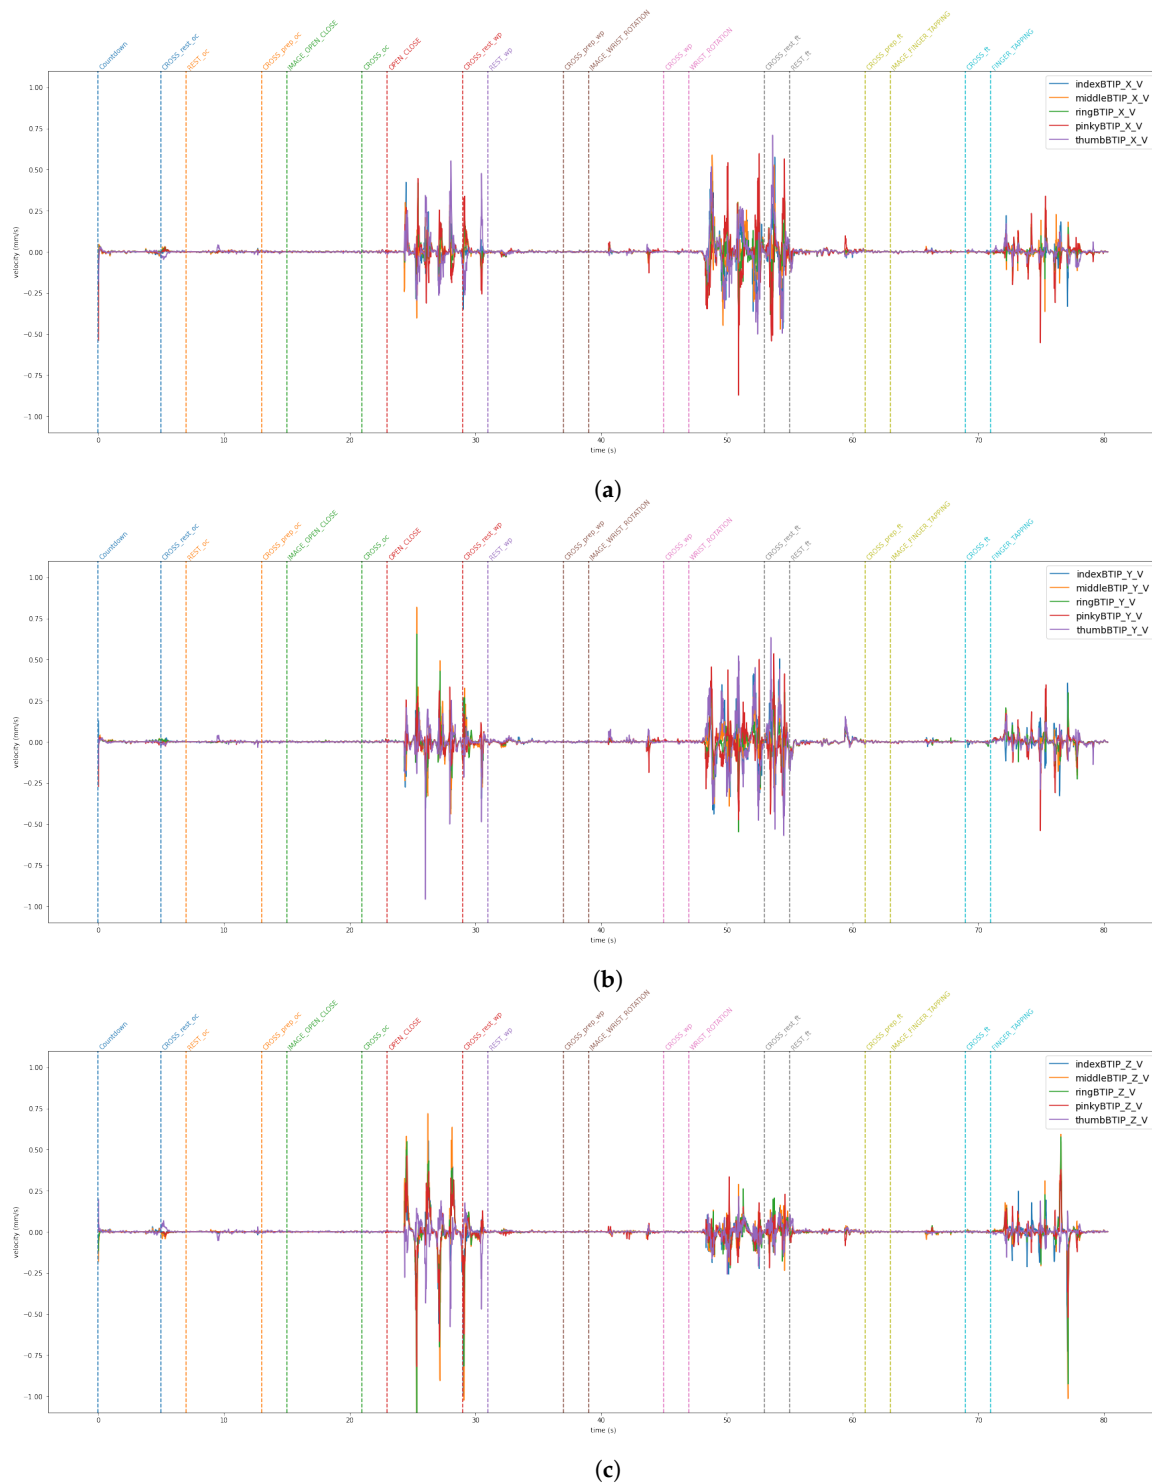 Countdown
CROSS_rest_oc
REST_oc
CROSS_prep_oc
IMAGE_OPEN_CLOSE
CROSS_oc
OPEN_CLOSE
CROSS_rest_wp
REST_wp
CROSS_prep_wp
IMAGE_WRIST_ROTATION
CROSS_wp
WRIST_ROTATION
CROSS_rest_ft
REST_ft
CROSS_prep_ft
IMAGE_FINGER_TAPPING
CROSS_ft
FINGER_TAPPING
indexBTIP_X_V
middleBTIP_X_V
ringBTIP_X_V
pinkyBTIP_X_V
thumbBTIP_X_V
velocity (mm/s)
1.00
0.75
0.50
0.25
0.00
−0.25
−0.50
−0.75
−1.00
0 10 20 30 40 50 60 70 80
time (s)
(a)
Countdown
CROSS_rest_oc
REST_oc
CROSS_prep_oc
IMAGE_OPEN_CLOSE
CROSS_oc
OPEN_CLOSE
CROSS_rest_wp
REST_wp
CROSS_prep_wp
IMAGE_WRIST_ROTATION
CROSS_wp
WRIST_ROTATION
CROSS_rest_ft
REST_ft
CROSS_prep_ft
IMAGE_FINGER_TAPPING
CROSS_ft
FINGER_TAPPING
indexBTIP_Y_V
middleBTIP_Y_V
ringBTIP_Y_V
pinkyBTIP_Y_V
thumbBTIP_Y_V
velocity (mm/s)
1.00
0.75
0.50
0.25
0.00
−0.25
−0.50
−0.75
−1.00
0 10 20 30 40 50 60 70 80
time (s)
(b)
Countdown
CROSS_rest_oc
REST_oc
CROSS_prep_oc
IMAGE_OPEN_CLOSE
CROSS_oc
OPEN_CLOSE
CROSS_rest_wp
REST_wp
CROSS_prep_wp
IMAGE_WRIST_ROTATION
CROSS_wp
WRIST_ROTATION
CROSS_rest_ft
REST_ft
CROSS_prep_ft
IMAGE_FINGER_TAPPING
CROSS_ft
FINGER_TAPPING
indexBTIP_Z_V
middleBTIP_Z_V
ringBTIP_Z_V
pinkyBTIP_Z_V
thumbBTIP_Z_V
velocity (mm/s)
1.00
0.75
0.50
0.25
0.00
−0.25
−0.50
−0.75
−1.00
0 10 20 30 40 50 60 70 80
time (s)
(c)